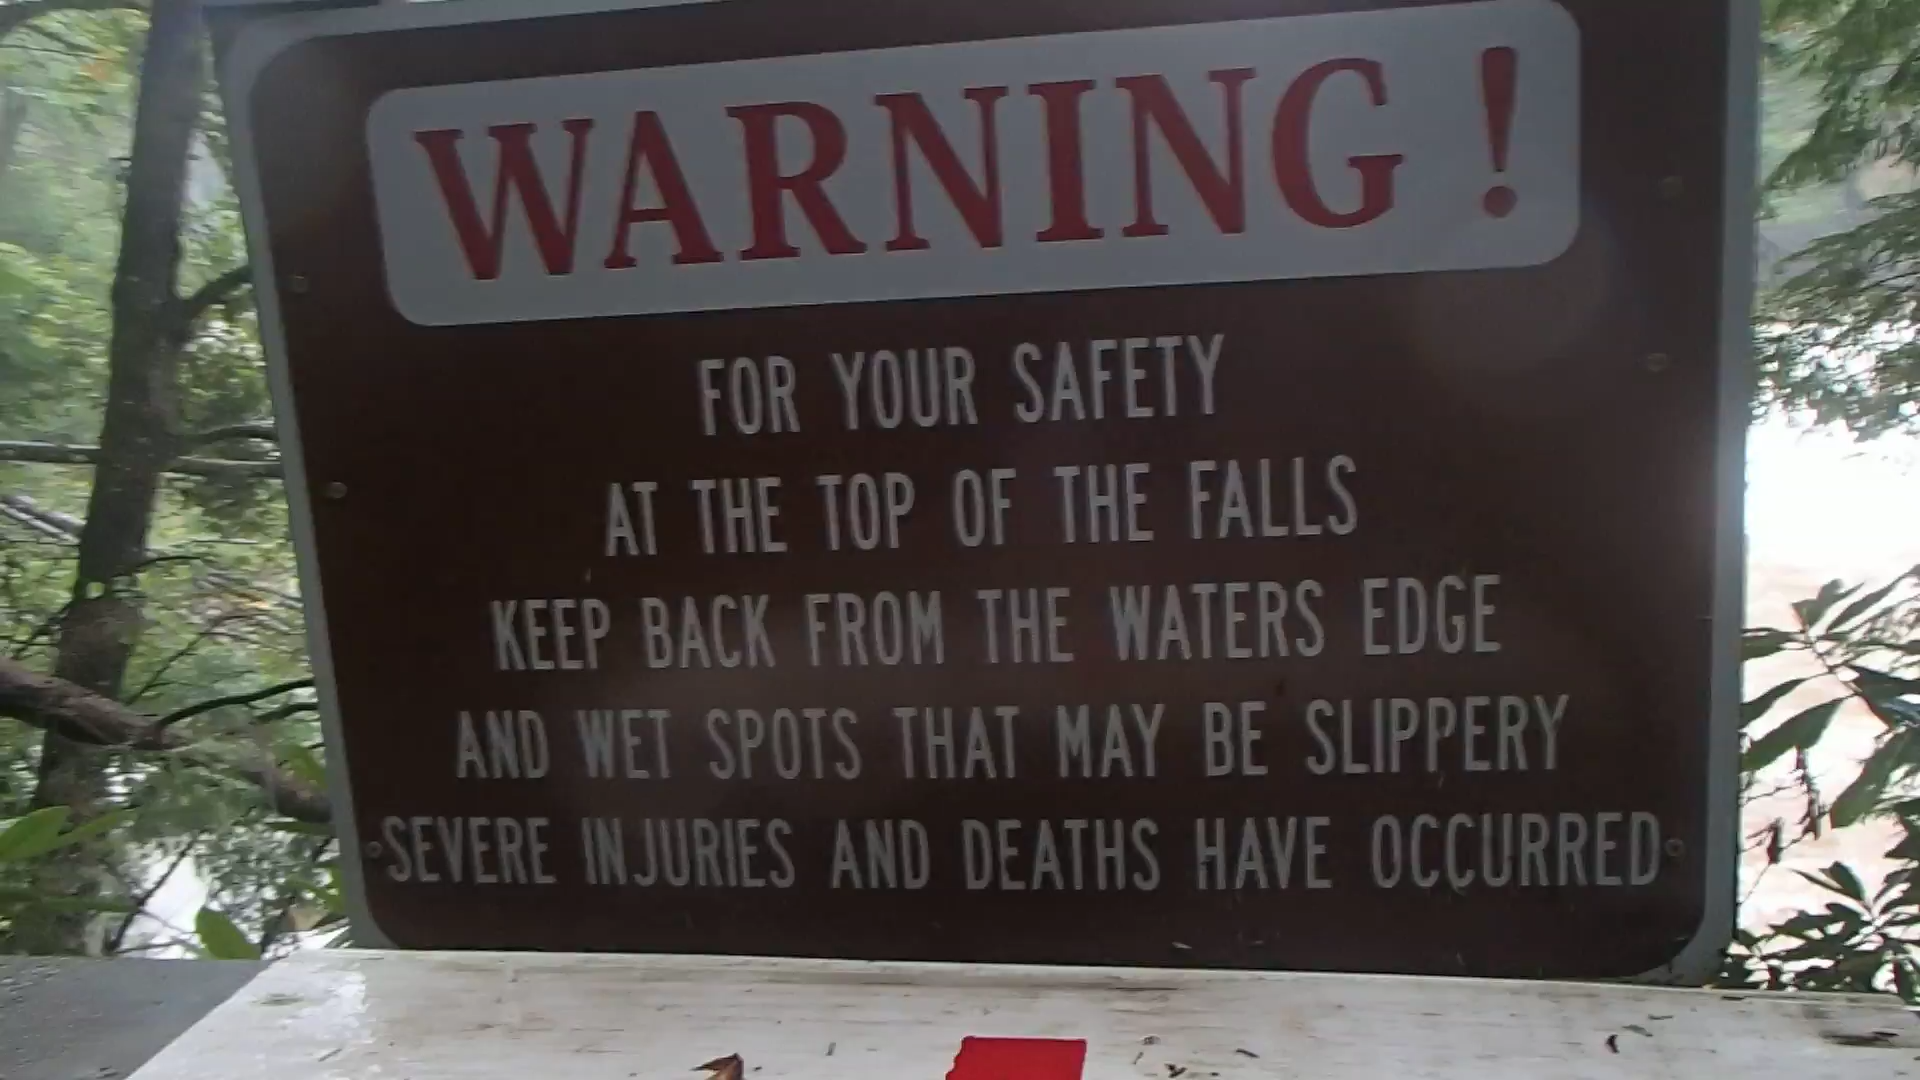 WARNING !
FOR YOUR SAFETY
AT THE TOP OF THE FALLS
KEEP BACK FROM THE WATERS EDGE
AND WET SPOTS THAT MAY BE SLIPPERY
SEVERE INJURIES AND DEATHS HAVE OCCURRED